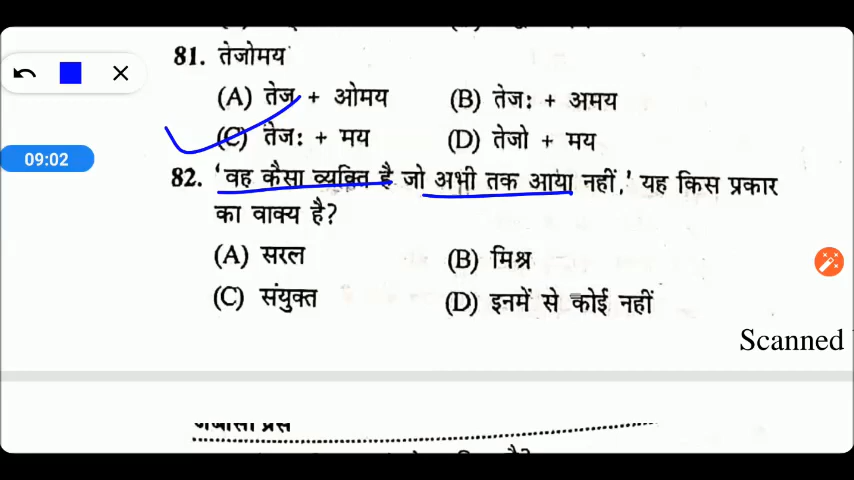 81. तेजोमय
(A) तेज + ओमय (B) तेजः + अमय
(C) तेजः + मय (D) तेजो + मय
09:02
82. 'वह कैसा व्यक्ति है जो अभी तक आया नहीं,' यह किस प्रकार
का वाक्य है?
(A) सरल (B) मिश्र
(C) संयुक्त (D) इनमें से कोई नहीं
Scanned